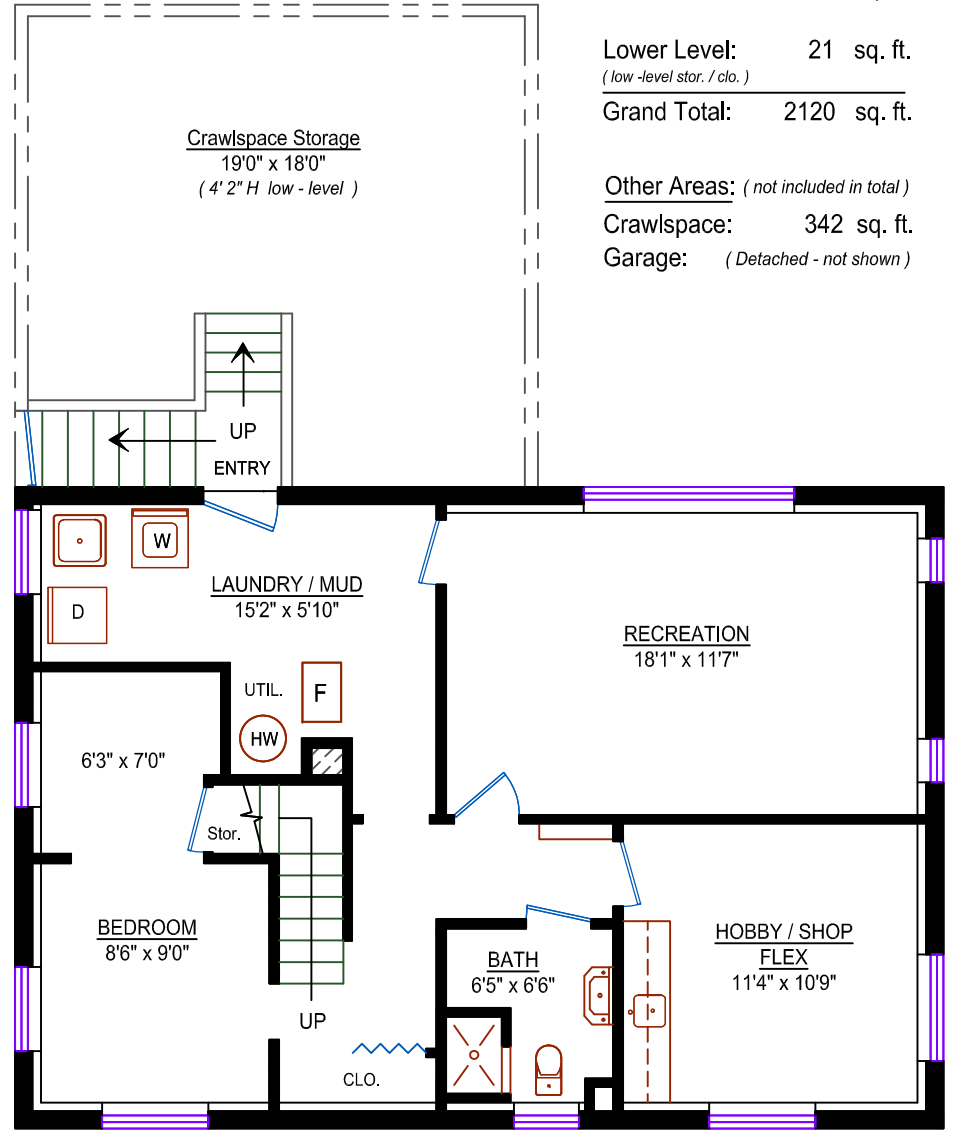 Lower Level: 21 sq. ft.
( low -level stor. / clo. )
Grand Total: 2120 sq. ft.
Other Areas: ( not included in total )
Crawlspace: 342 sq. ft.
Garage: ( Detached - not shown )
Crawlspace Storage
19'0" x 18'0"
( 4' 2" H low - level )
UP
ENTRY
W
D
LAUNDRY / MUD
15'2" x 5'10"
RECREATION
18'1" x 11'7"
UTIL.
F
HW
6'3" x 7'0"
Stor.
BEDROOM
8'6" x 9'0"
UP
CLO.
BATH
6'5" x 6'6"
HOBBY / SHOP
FLEX
11'4" x 10'9"